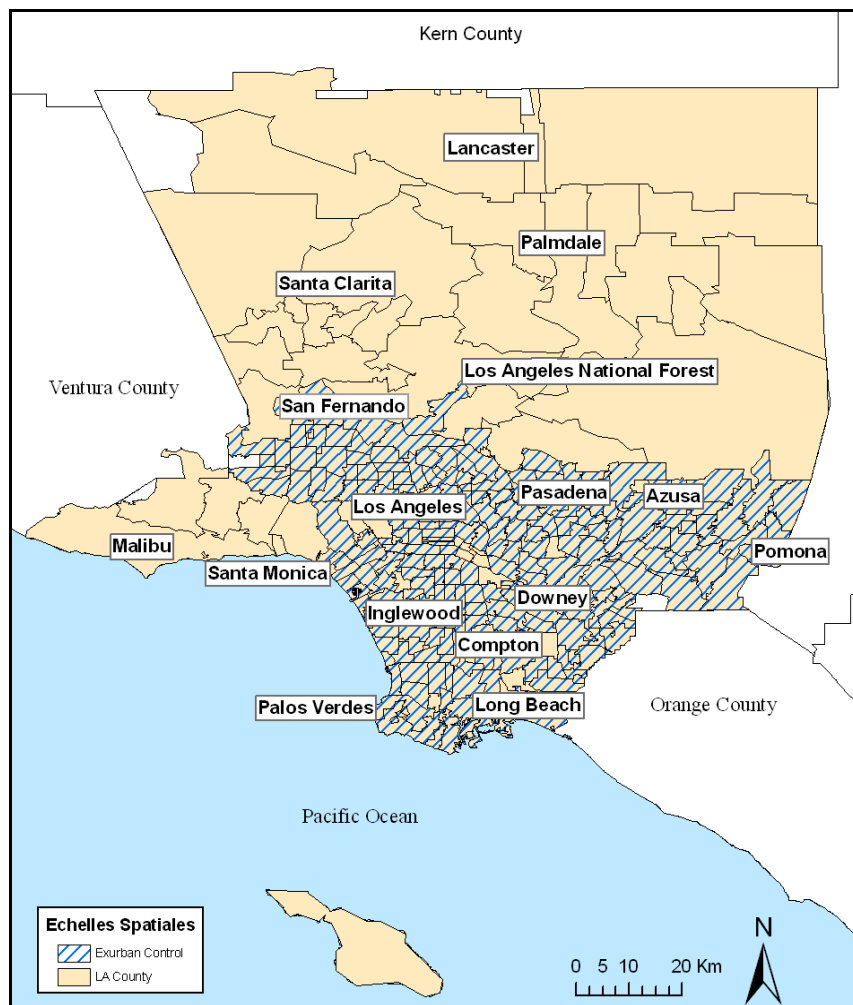 Kern County
Lancaster
Palmdale
Santa Clarita
Los Angeles National Forest
Ventura County
San Fernando
Pasadena
Azusa
Los Angeles
Malibu
Pomona
Santa Monica
Downey
Inglewood
Compton
Palos Verdes
Long Beach
Orange County
Pacific Ocean
Echelles Spatiales
Exurban Control
LA County
N
0 5 10 20 Km